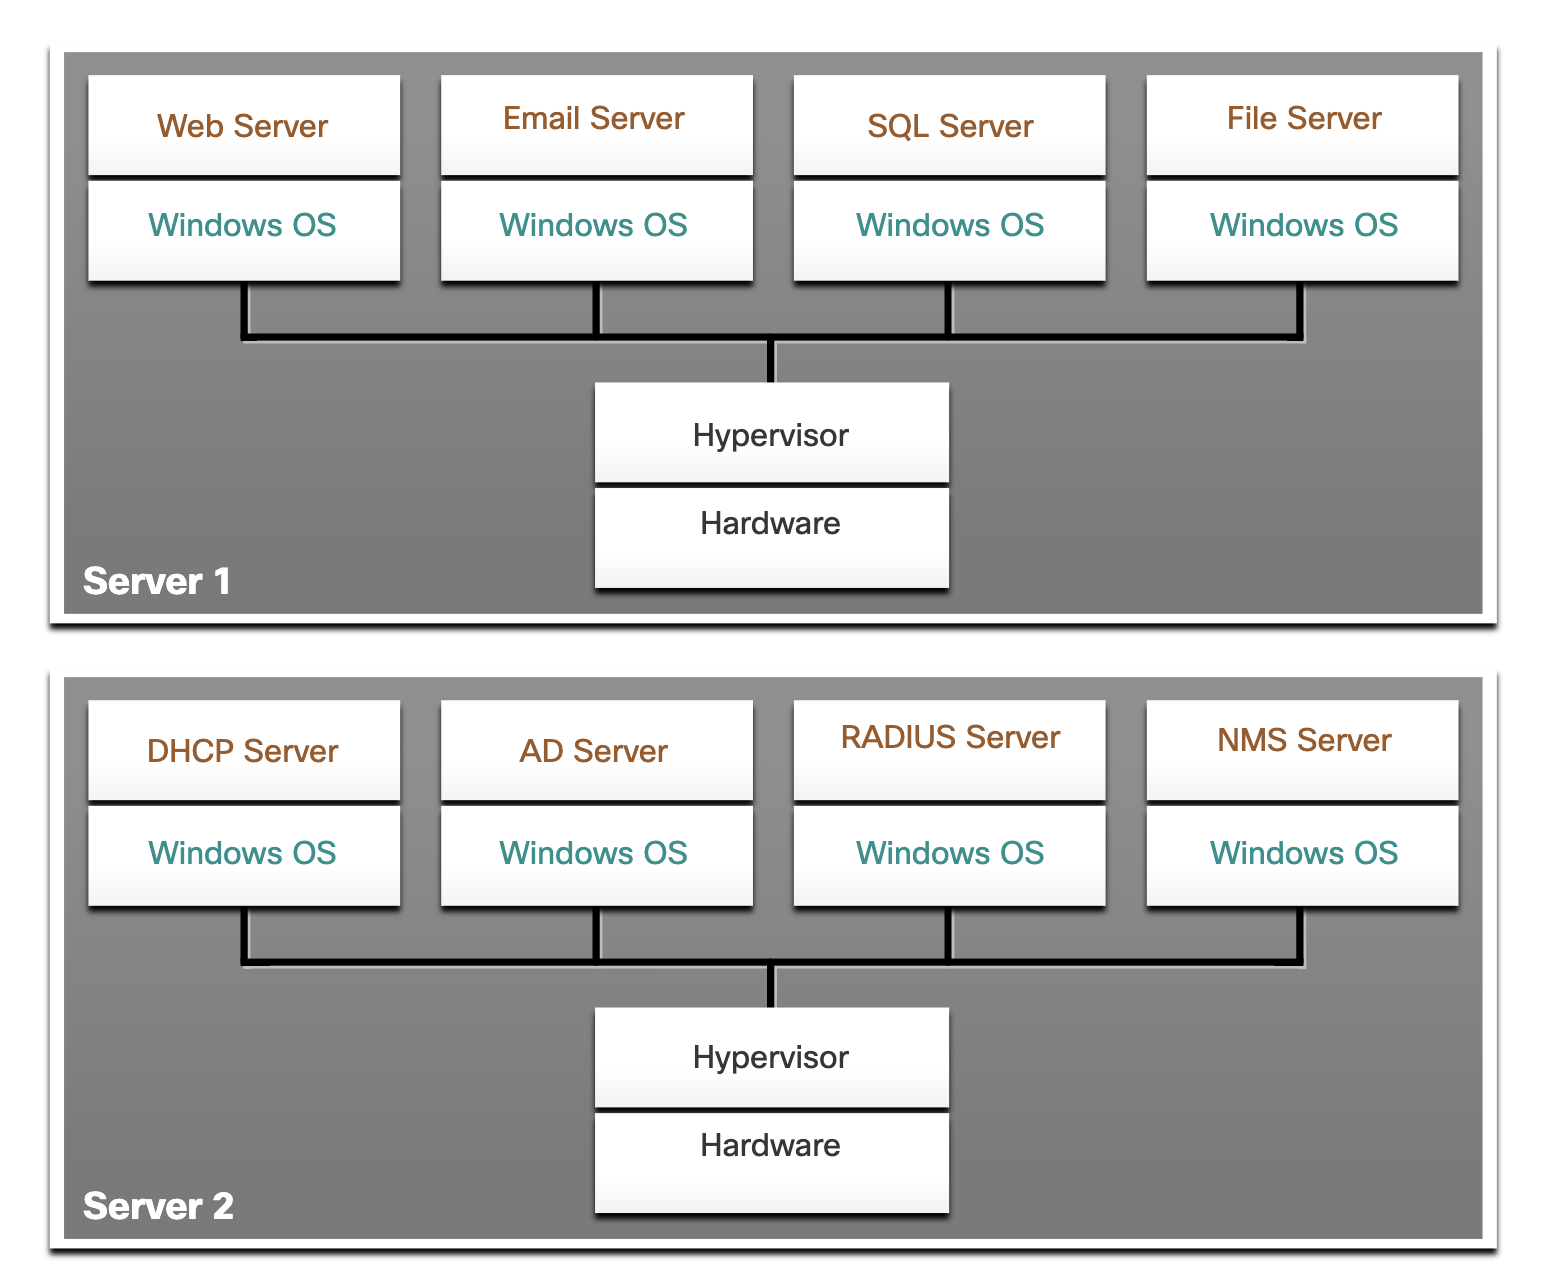 Web Server
Email Server
SQL Server
File Server
Windows OS
Windows OS
Windows OS
Windows OS
Hypervisor
Hardware
Server 1
DHCP Server
AD Server
RADIUS Server
NMS Server
Windows OS
Windows OS
Windows OS
Windows OS
Hypervisor
Hardware
Server 2